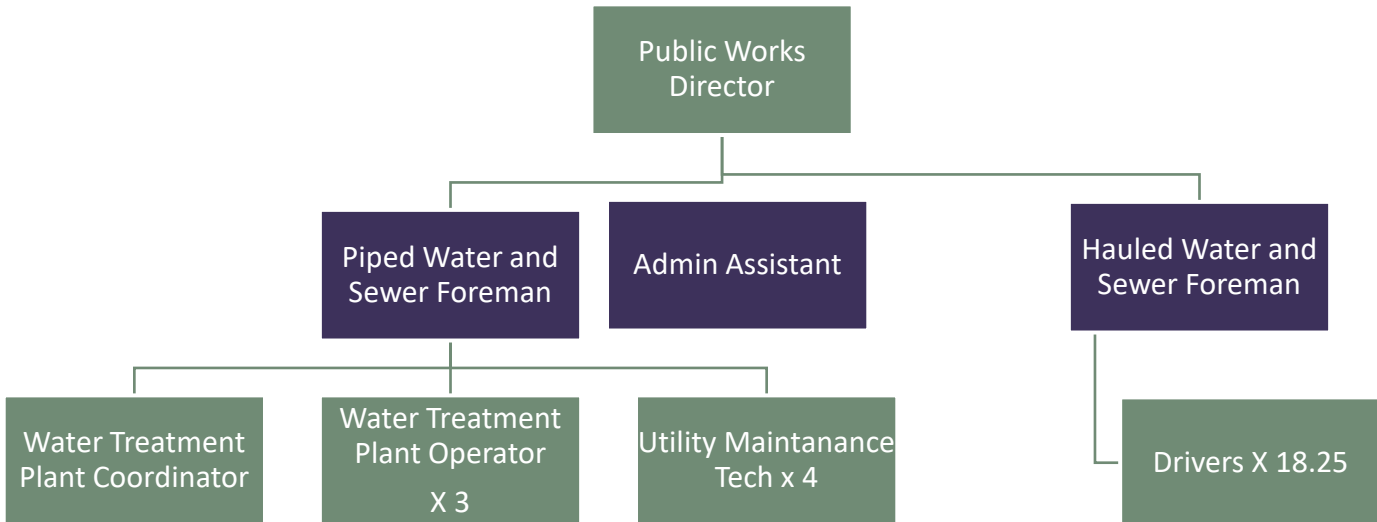 Public Works
Director
Piped Water and
Sewer Foreman
Admin Assistant
Hauled Water and
Sewer Foreman
Water Treatment
Plant Coordinator
Water Treatment
Plant Operator
X 3
Utility Maintanance
Tech x 4
Drivers X 18.25